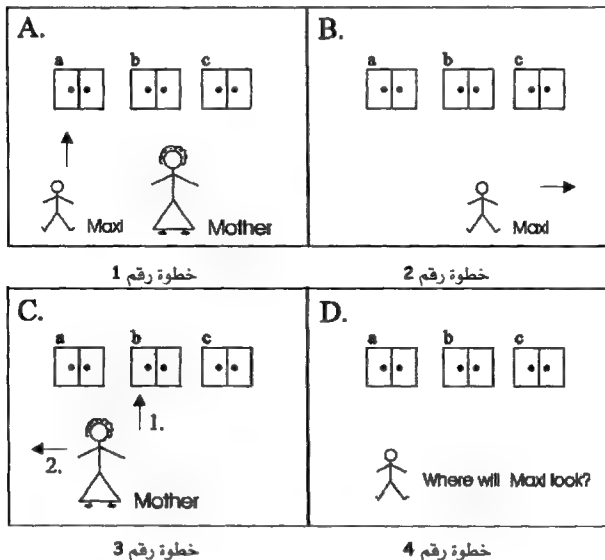 A.
a b c
Maxi
Mother
خطوة رقم 1
B.
a b c
Maxi
خطوة رقم 2
C.
a b c
1.
2.
Mother
خطوة رقم 3
D.
a b c
Where will Maxi look?
خطوة رقم 4